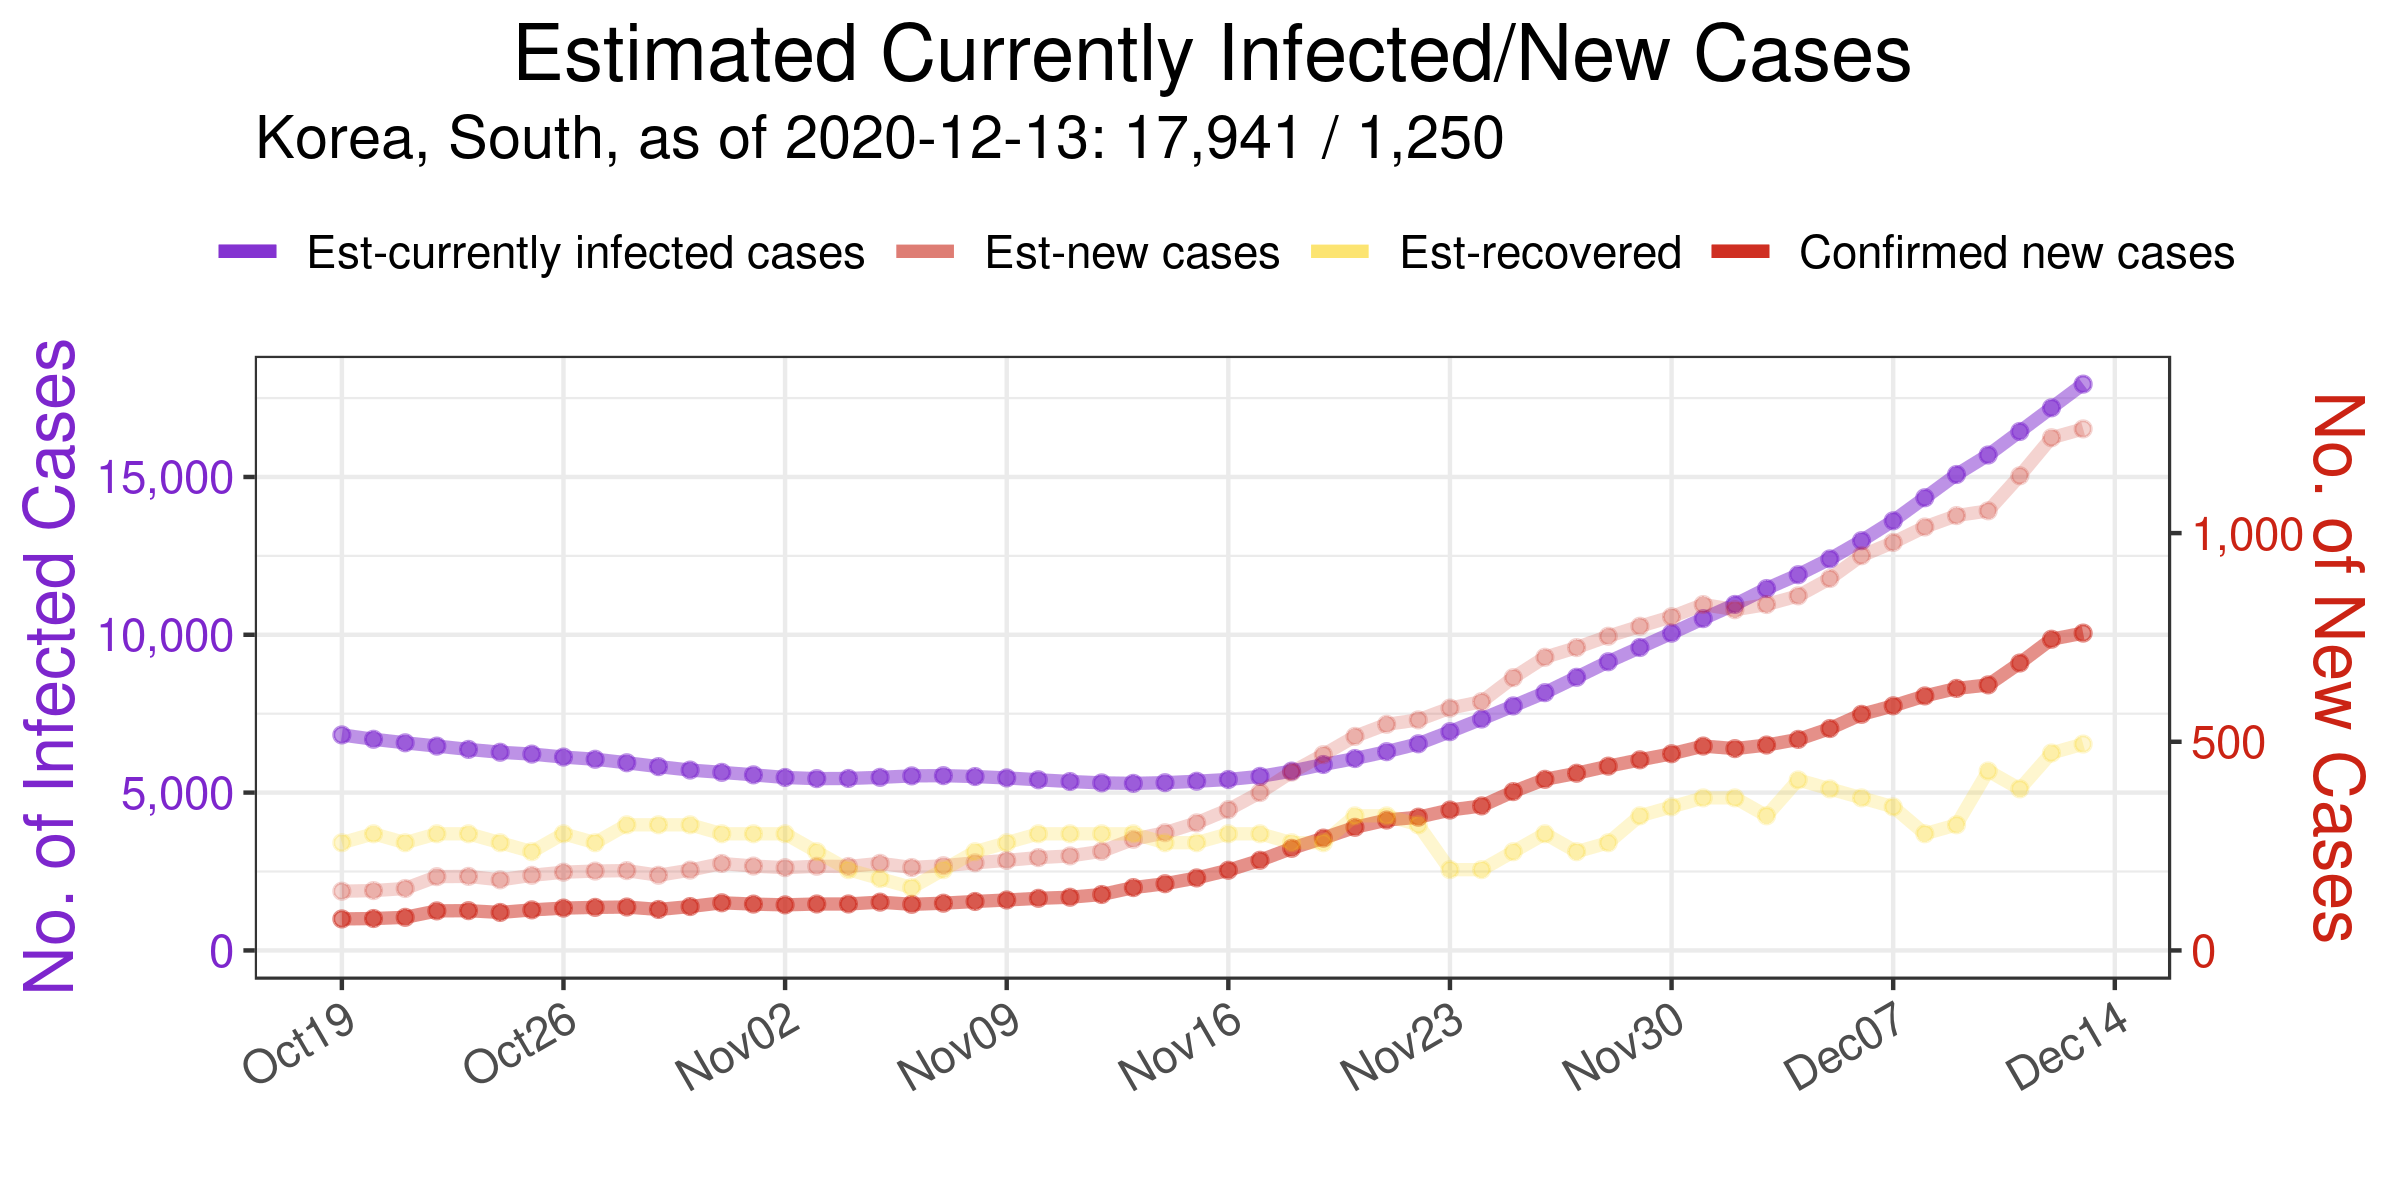 Estimated Currently Infected/New Cases
Korea, South, as of 2020-12-13: 17,941 / 1,250
Est-currently infected cases Est-new cases Est-recovered Confirmed new cases
No. of Infected Cases
15,000
10,000
5,000
0
1,000
500
0
No. of New Cases
Oct19 Oct26 Nov02 Nov09 Nov16 Nov23 Nov30 Dec07 Dec14